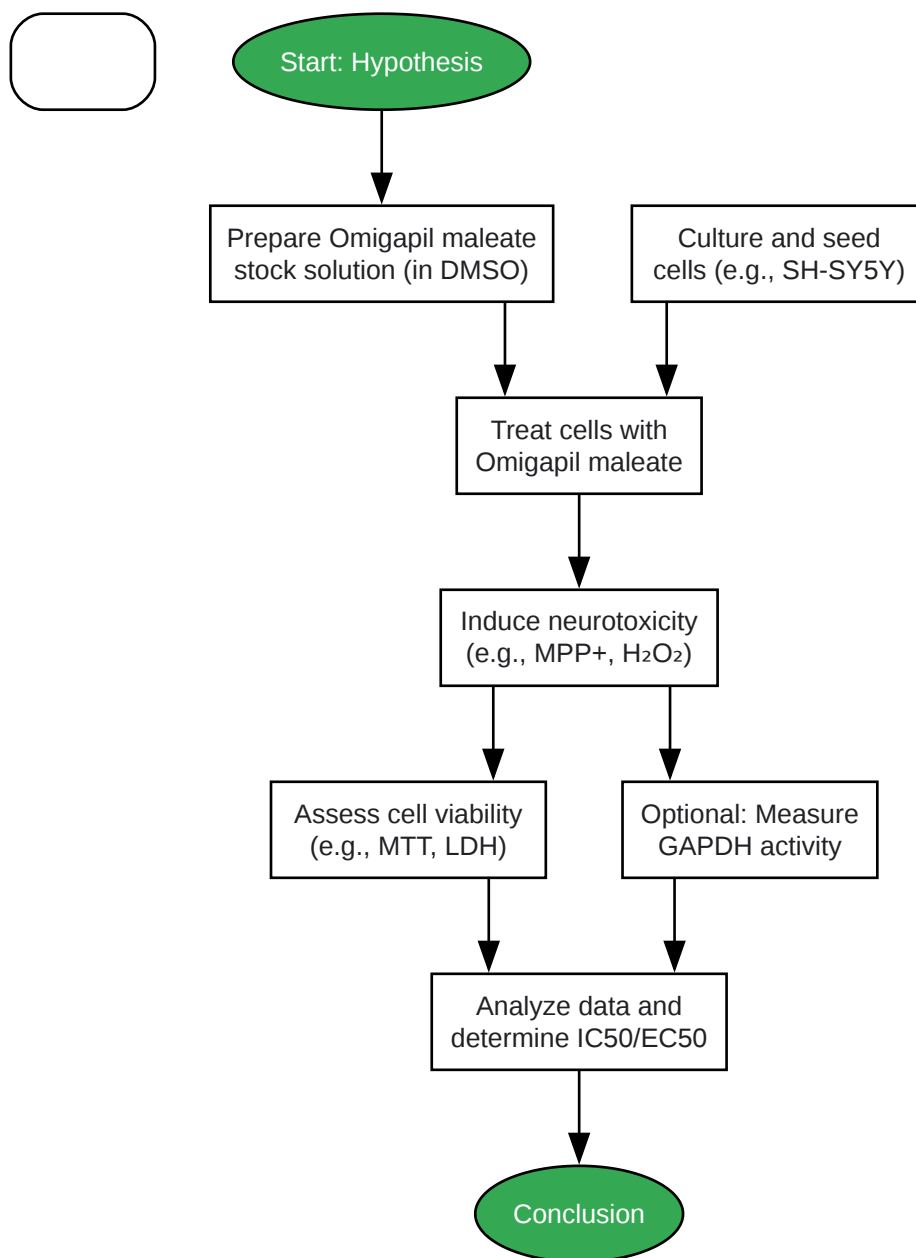 Start: Hypothesis
Prepare Omigapil maleate
stock solution (in DMSO)
Culture and seed
cells (e.g., SH-SY5Y)
Treat cells with
Omigapil maleate
Induce neurotoxicity
(e.g., MPP+, H₂O₂)
Assess cell viability
(e.g., MTT, LDH)
Optional: Measure
GAPDH activity
Analyze data and
determine IC50/EC50
Conclusion